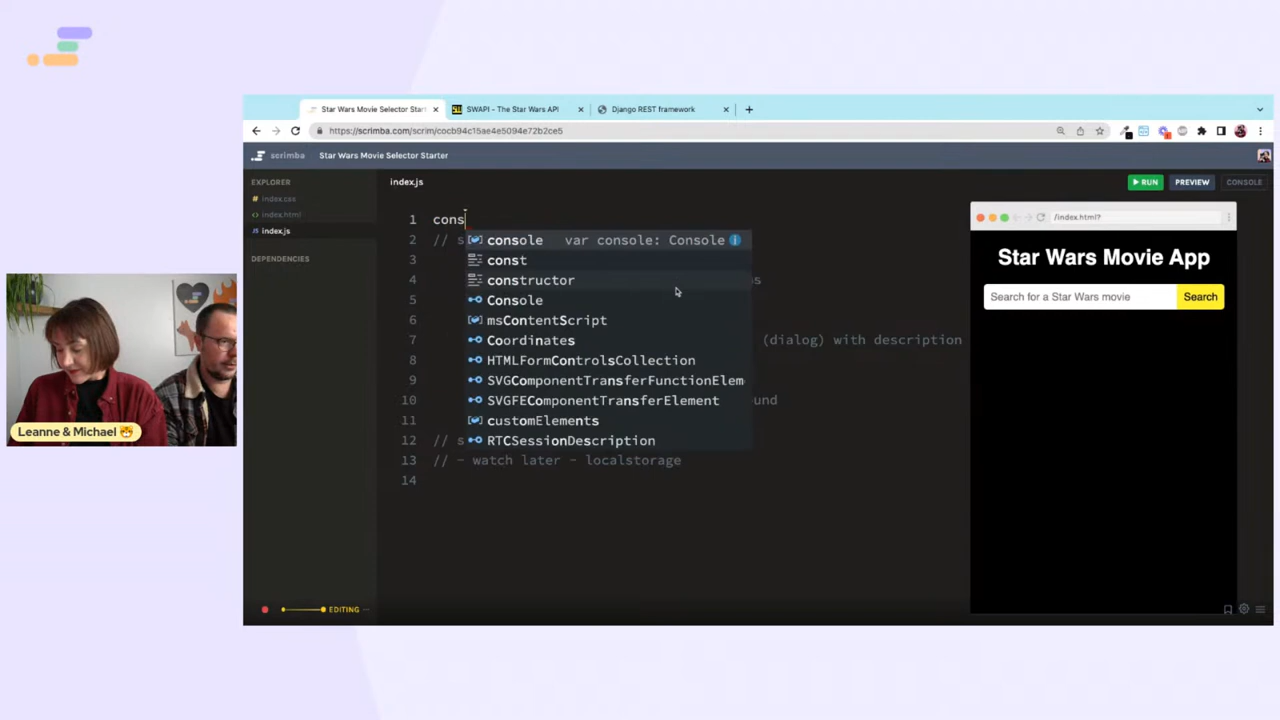 Star Wars Movie Selector Start
SWAPI - The Star Wars API
Django REST framework
https://scrimba.com/scrim/cocb94c15ae4e5094e72b2ce5
scrimba
Star Wars Movie Selector Starter
EXPLORER
index.css
index.html
index.js
DEPENDENCIES
index.js
RUN
PREVIEW
CONSOLE
1 cons
2 // s
3
4 os
5
6
7 (dialog) with description
8
9
10 und
11
12 // s
13 // - watch later - localstorage
14
console var console: Console
const
constructor
Console
msContentScript
Coordinates
HTMLFormControlsCollection
SVGComponentTransferFunctionElem
SVGFEComponentTransferElement
customElements
RTCSessionDescription
/index.html?
Star Wars Movie App
Search for a Star Wars movie
Search
Leanne & Michael
EDITING